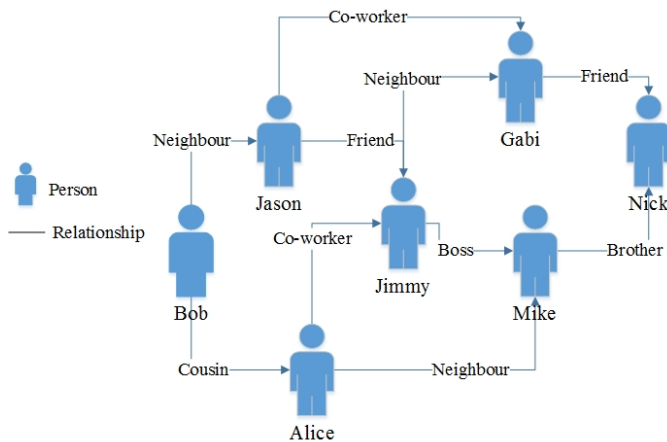 Co-worker
Neighbour
Friend
Gabi
Neighbour
Friend
Person
Jason
Nick
Relationship
Co-worker
Boss
Brother
Jimmy
Bob
Mike
Cousin
Neighbour
Alice